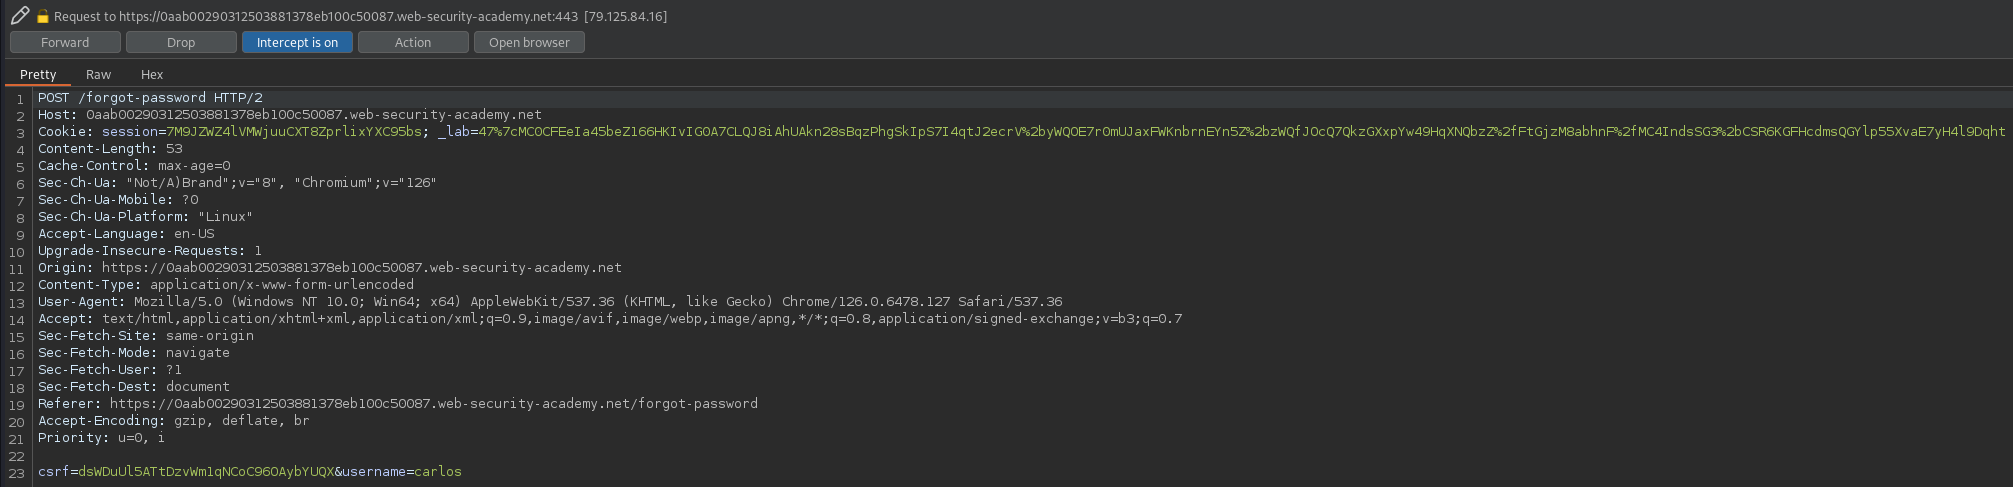 Request to https://0aab00290312503881378eb100c50087.web-security-academy.net:443 [79.125.84.16]
Forward Drop Intercept is on Action Open browser
Pretty Raw Hex
1 POST /forgot-password HTTP/2
2 Host: 0aab00290312503881378eb100c50087.web-security-academy.net
3 Cookie: session=7M9JZWZ4lVMWjuuCXT8ZprlixYXC95bs; _lab=47%7cMC0CFEeIa45beZ166HKIvIG0A7CLQJ8iAhUAkn28sBqzPhgSkIpS7I4qtJ2ecrV%2byWQOE7r0mUJaxFWKnbrnEYn5Z%2bzWQfJOcQ7QkzGXxpYw49HqXNQbzZ%2fFtGjzM8abhnF%2fMC4IndsSG3%2bCSR6KGFHcdmsQGYlp55XvaE7yH4l9Dqht
4 Content-Length: 53
5 Cache-Control: max-age=0
6 Sec-Ch-Ua: "Not/A)Brand";v="8", "Chromium";v="126"
7 Sec-Ch-Ua-Mobile: ?0
8 Sec-Ch-Ua-Platform: "Linux"
9 Accept-Language: en-US
10 Upgrade-Insecure-Requests: 1
11 Origin: https://0aab00290312503881378eb100c50087.web-security-academy.net
12 Content-Type: application/x-www-form-urlencoded
13 User-Agent: Mozilla/5.0 (Windows NT 10.0; Win64; x64) AppleWebKit/537.36 (KHTML, like Gecko) Chrome/126.0.6478.127 Safari/537.36
14 Accept: text/html,application/xhtml+xml,application/xml;q=0.9,image/avif,image/webp,image/apng,*/*;q=0.8,application/signed-exchange;v=b3;q=0.7
15 Sec-Fetch-Site: same-origin
16 Sec-Fetch-Mode: navigate
17 Sec-Fetch-User: ?1
18 Sec-Fetch-Dest: document
19 Referer: https://0aab00290312503881378eb100c50087.web-security-academy.net/forgot-password
20 Accept-Encoding: gzip, deflate, br
21 Priority: u=0, i
22
23 csrf=dsWDuUl5ATtDzvWm1qNCoC96OAybYUQX&username=carlos